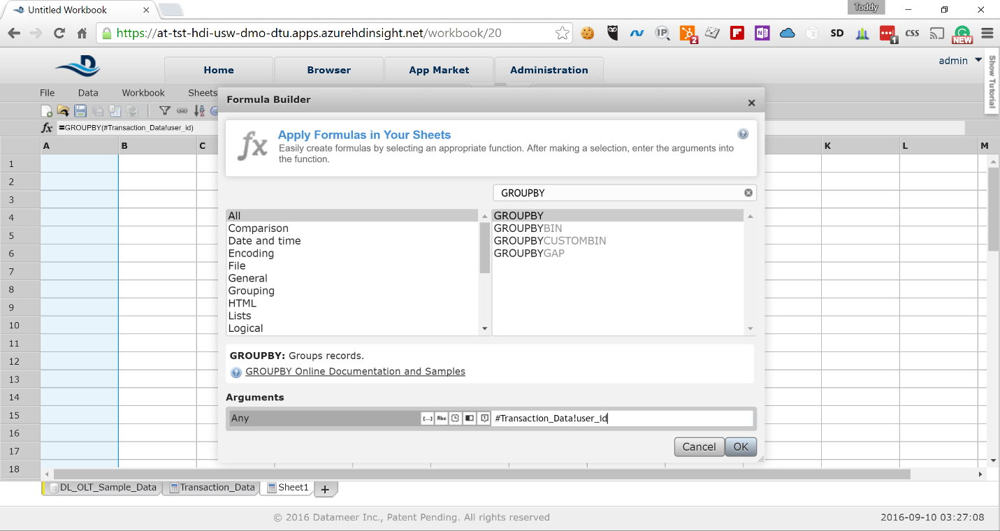 Untitled Workbook
Toddy
https://at-tst-hdi-usw-dmo-dtu.apps.azurehdinsight.net/workbook/20
IP 2 F N SD 1 CSS NEW
Home Browser App Market Administration
admin
Show Tutorial
File Data Workbook Sheets
fx =GROUPBY(#Transaction_Data!user_id)
Formula Builder
fx
Apply Formulas in Your Sheets
Easily create formulas by selecting an appropriate function. After making a selection, enter the arguments into
the function.
A B C K L M
GROUPBY
All
Comparison
Date and time
Encoding
File
General
Grouping
HTML
Lists
Logical
GROUPBY
GROUPBYBIN
GROUPBYCUSTOMBIN
GROUPBYGAP
GROUPBY: Groups records.
GROUPBY Online Documentation and Samples
Arguments
Any [...] Abc #Transaction_Data!user_id
Cancel OK
1
2
3
4
5
6
7
8
9
10
11
12
13
14
15
16
17
18
DL_OLT_Sample_Data Transaction_Data Sheet1 +
© 2016 Datameer Inc., Patent Pending. All rights reserved
2016-09-10 03:27:08